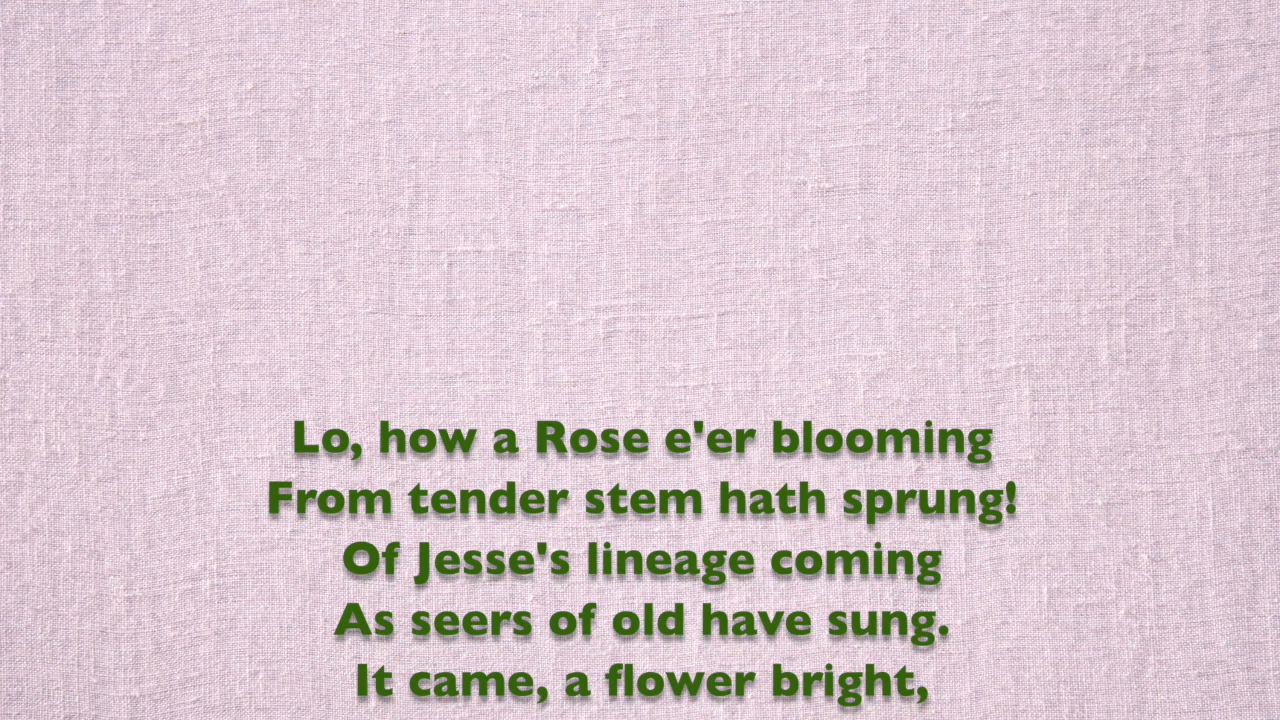 Lo, how a Rose e'er blooming
From tender stem hath sprung!
Of Jesse's lineage coming
As seers of old have sung.
It came, a flower bright,